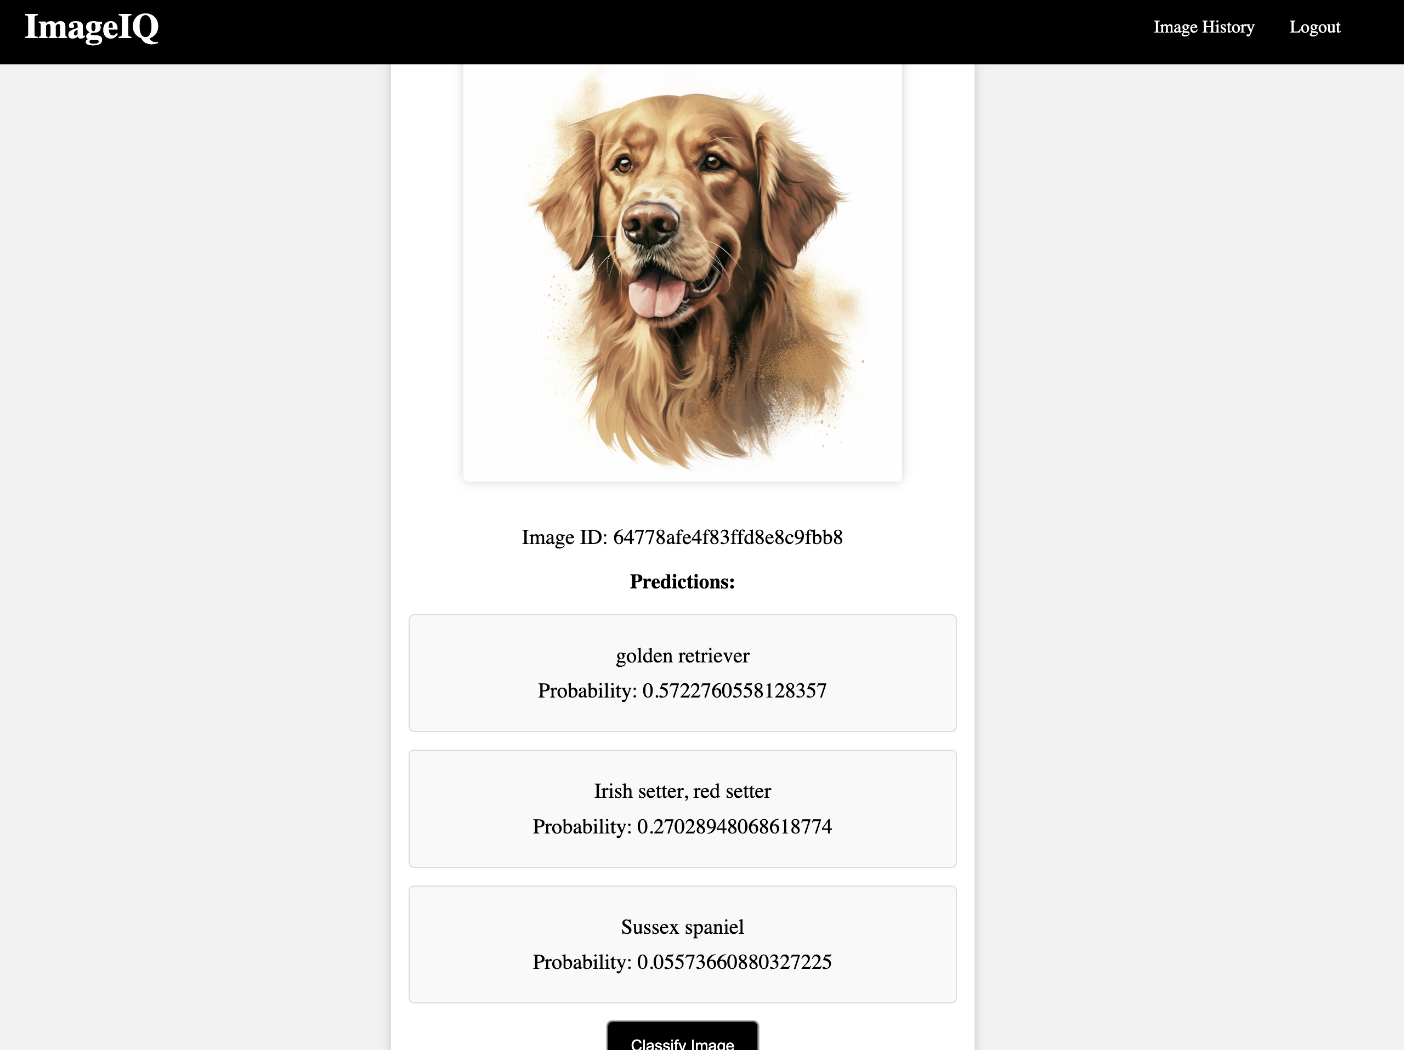 ImageIQ
Image History
Logout
Image ID: 64778afe4f83ffd8e8c9fbb8
Predictions:
golden retriever
Probability: 0.5722760558128357
Irish setter, red setter
Probability: 0.27028948068618774
Sussex spaniel
Probability: 0.05573660880327225
Classify Image